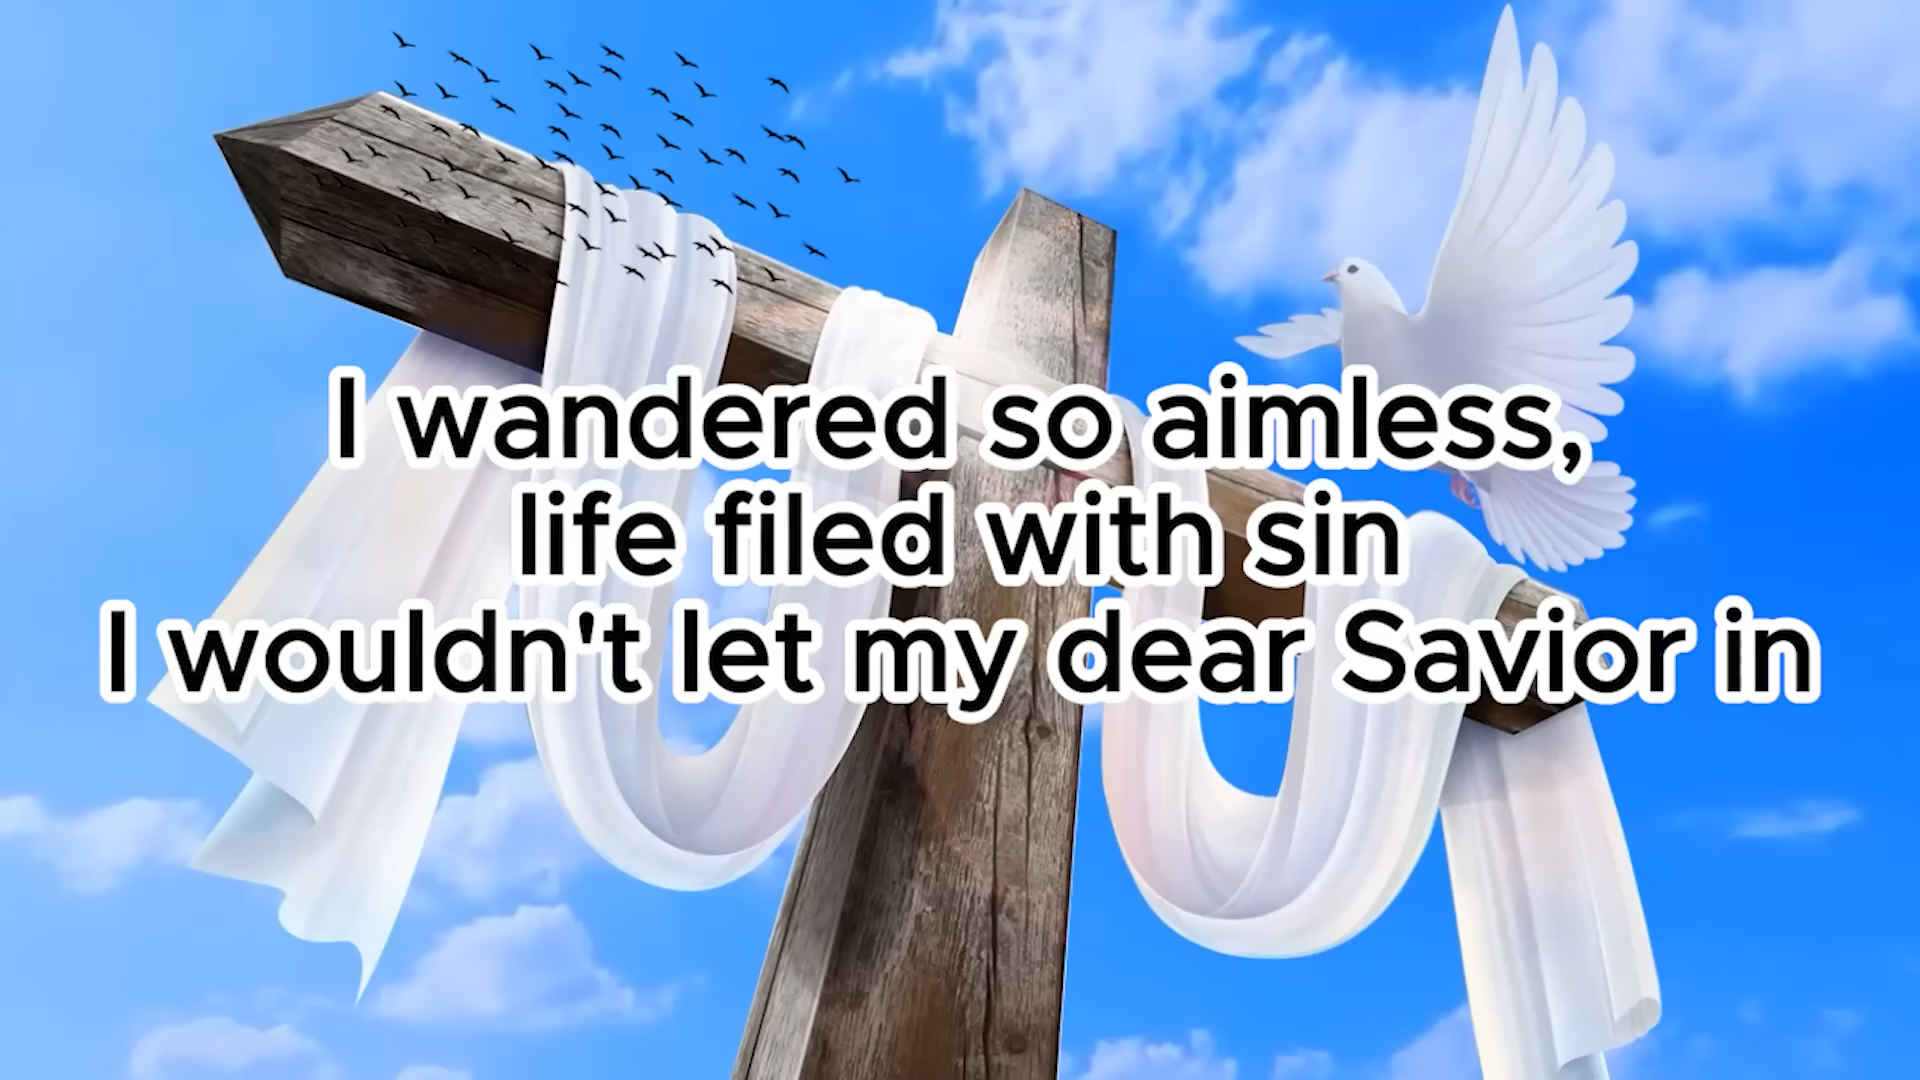 I wandered so aimless,
life filed with sin
I wouldn't let my dear Savior in